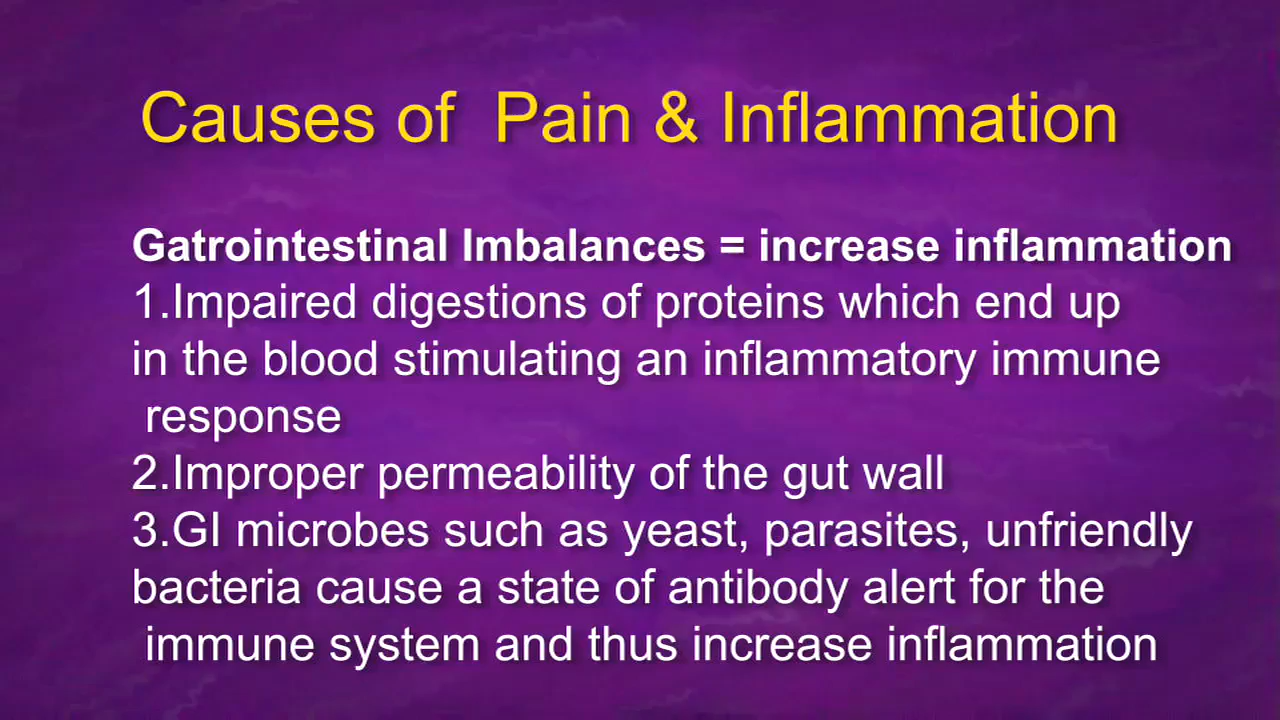 Causes of  Pain & Inflammation
Gatrointestinal Imbalances = increase inflammation
1.Impaired digestions of proteins which end up
in the blood stimulating an inflammatory immune
response
2.Improper permeability of the gut wall
3.GI microbes such as yeast, parasites, unfriendly
bacteria cause a state of antibody alert for the
immune system and thus increase inflammation